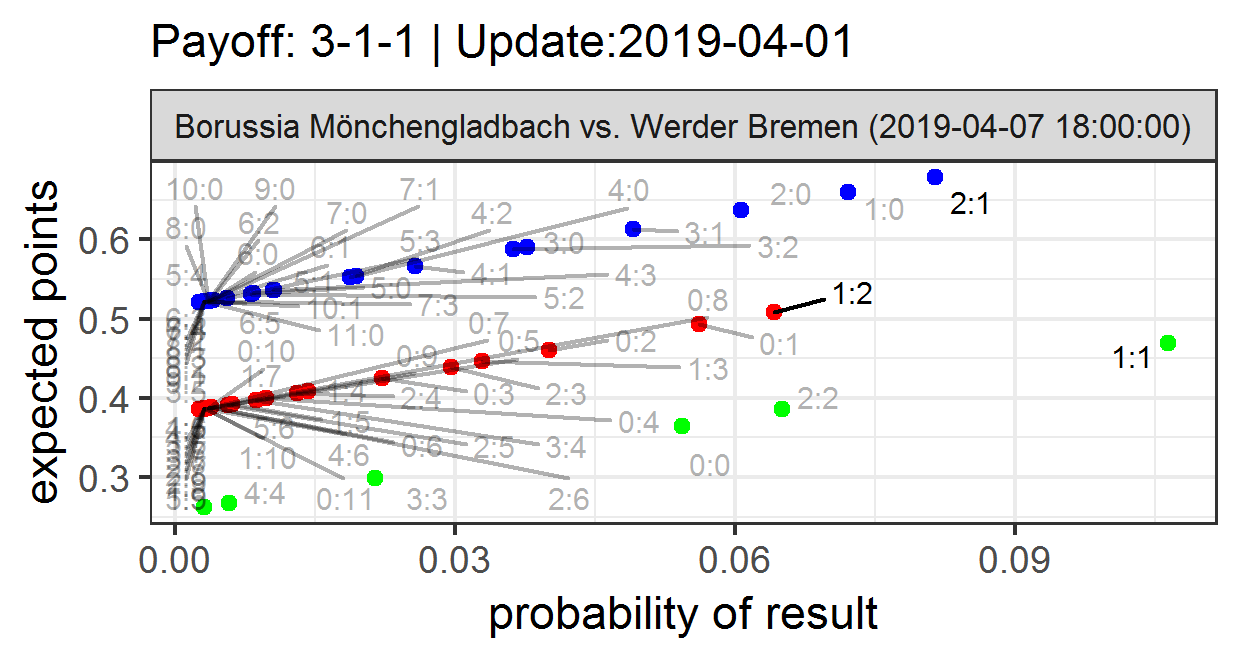 Payoff: 3-1-1 | Update:2019-04-01
Borussia Mönchengladbach vs. Werder Bremen (2019-04-07 18:00:00)
expected points
0.6
0.5
0.4
0.3
10:0 9:0 7:1 4:0 2:0 2:1
8:0 6:2 7:0 4:2 1:0
6:0 6:1 5:3 3:0 3:1 3:2
5:4 5:1 5:0 4:1 4:3
10:1 7:3 5:2 0:8 1:2
6:5 11:0 0:7 0:5 0:2 0:1
0:10 0:9 1:3 1:1
1:7 1:4 2:4 0:3 2:3 2:2
5:6 1:5 0:6 2:5 3:4 0:4
1:10 4:6 0:0
4:4 0:11 3:3 2:6
0.00 0.03 0.06 0.09
probability of result